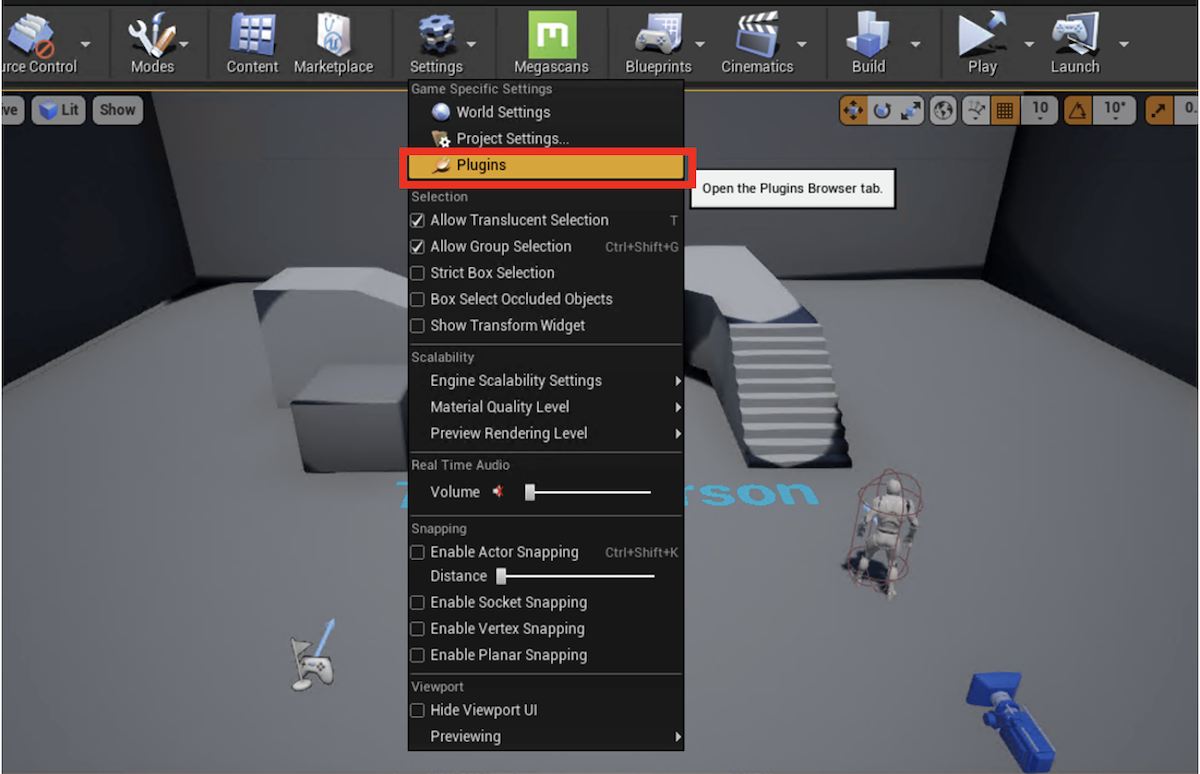 urce Control
Modes
Content
Marketplace
Settings
Megascans
Blueprints
Cinematics
Build
Play
Launch
ive
Lit
Show
10
10°
0.
Game Specific Settings
World Settings
Project Settings...
Plugins
Open the Plugins Browser tab.
Selection
Allow Translucent Selection T
Allow Group Selection Ctrl+Shift+G
Strict Box Selection
Box Select Occluded Objects
Show Transform Widget
Scalability
Engine Scalability Settings
Material Quality Level
Preview Rendering Level
Real Time Audio
Volume
rson
Snapping
Enable Actor Snapping Ctrl+Shift+K
Distance
Enable Socket Snapping
Enable Vertex Snapping
Enable Planar Snapping
Viewport
Hide Viewport UI
Previewing